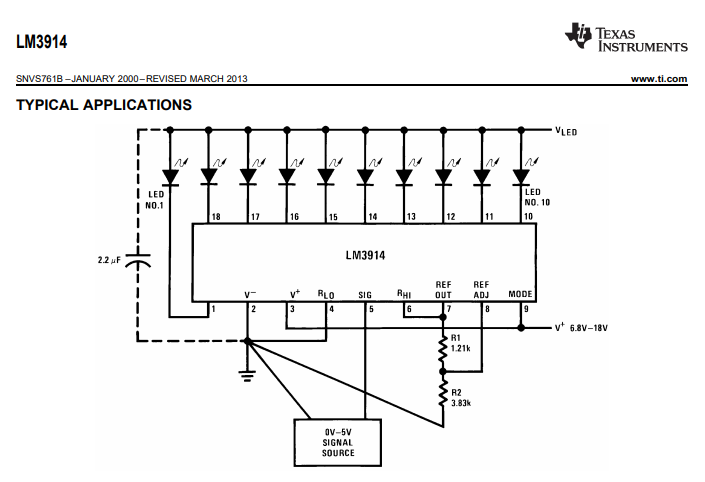 LM3914
TEXAS
INSTRUMENTS
SNVS761B –JANUARY 2000–REVISED MARCH 2013
www.ti.com
TYPICAL APPLICATIONS
VLED
LED
NO.1
LED
NO. 10
18 17 16 15 14 13 12 11 10
2.2 µF
LM3914
V− V+ RLO SIG RHI REF OUT REF ADJ MODE
1 2 3 4 5 6 7 8 9
V+ 6.8V–18V
R1
1.21k
R2
3.83k
0V–5V
SIGNAL
SOURCE